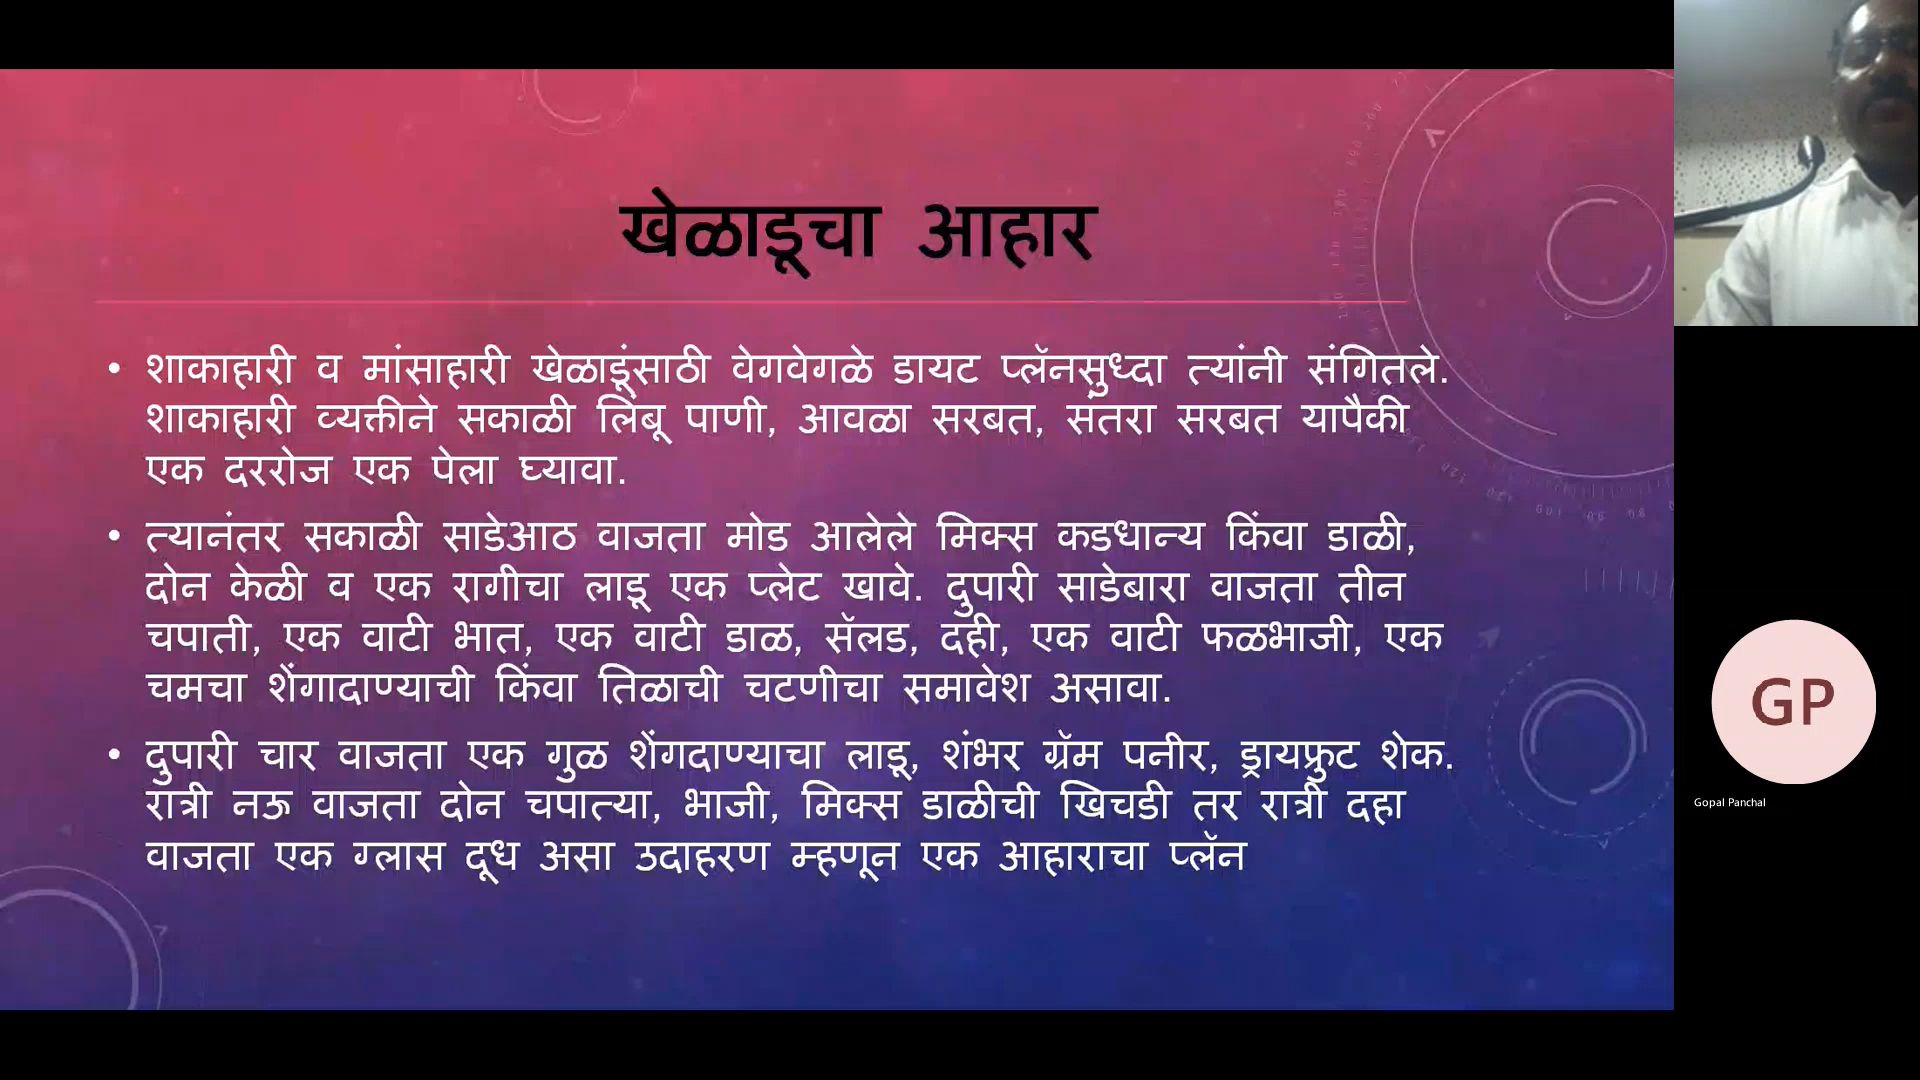 खेळाडूचा आहार
• शाकाहारी व मांसाहारी खेळाडूंसाठी वेगवेगळे डायट प्लॅनसुध्दा त्यांनी संगितले.
शाकाहारी व्यक्तीने सकाळी लिंबू पाणी, आवळा सरबत, संतरा सरबत यापैकी
एक दररोज एक पेला घ्यावा.
• त्यानंतर सकाळी साडेआठ वाजता मोड आलेले मिक्स कडधान्य किंवा डाळी,
दोन केळी व एक रागीचा लाडू एक प्लेट खावे. दुपारी साडेबारा वाजता तीन
चपाती, एक वाटी भात, एक वाटी डाळ, सॅलड, दही, एक वाटी फळभाजी, एक
चमचा शेंगादाण्याची किंवा तिळाची चटणीचा समावेश असावा.
• दुपारी चार वाजता एक गुळ शेंगदाण्याचा लाडू, शंभर ग्रॅम पनीर, ड्रायफ्रुट शेक.
रात्री नऊ वाजता दोन चपात्या, भाजी, मिक्स डाळीची खिचडी तर रात्री दहा
वाजता एक ग्लास दूध असा उदाहरण म्हणून एक आहाराचा प्लॅन
GP
Gopal Panchal